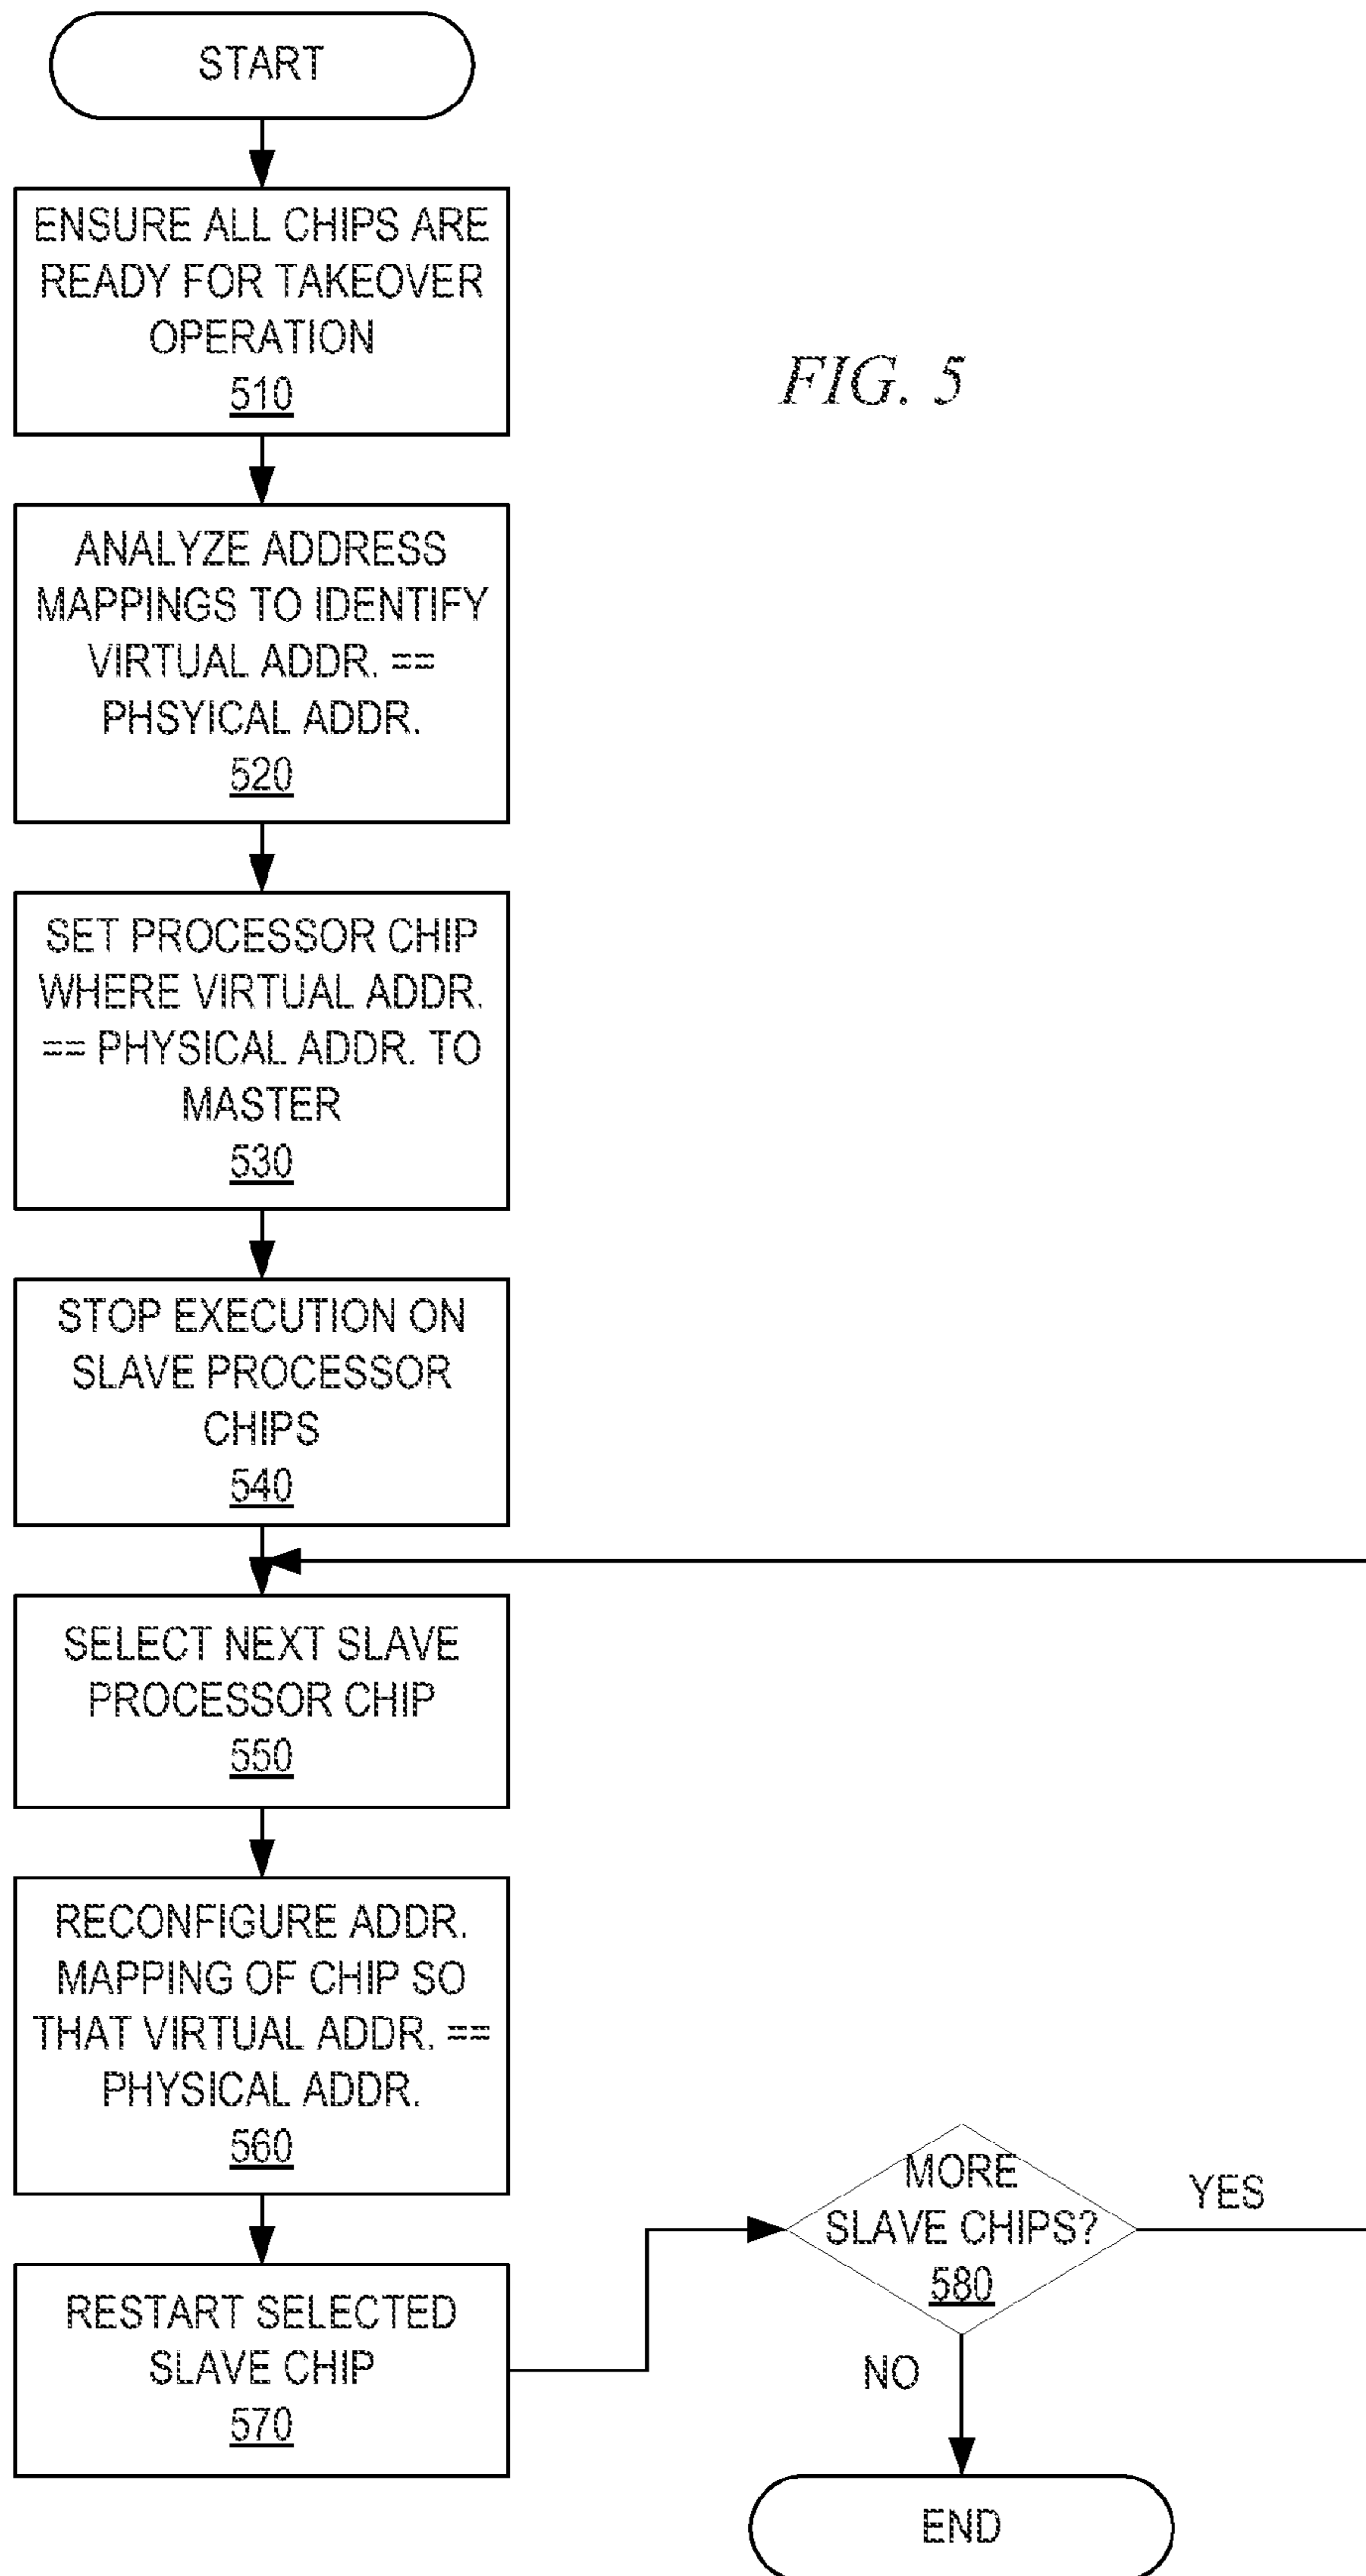 START
ENSURE ALL CHIPS ARE
READY FOR TAKEOVER
OPERATION
510
FIG. 5
ANALYZE ADDRESS
MAPPINGS TO IDENTIFY
VIRTUAL ADDR. ==
PHSYICAL ADDR.
520
SET PROCESSOR CHIP
WHERE VIRTUAL ADDR.
== PHYSICAL ADDR. TO
MASTER
530
STOP EXECUTION ON
SLAVE PROCESSOR
CHIPS
540
SELECT NEXT SLAVE
PROCESSOR CHIP
550
RECONFIGURE ADDR.
MAPPING OF CHIP SO
THAT VIRTUAL ADDR. ==
PHYSICAL ADDR.
560
RESTART SELECTED
SLAVE CHIP
570
MORE
SLAVE CHIPS?
580
YES
NO
END